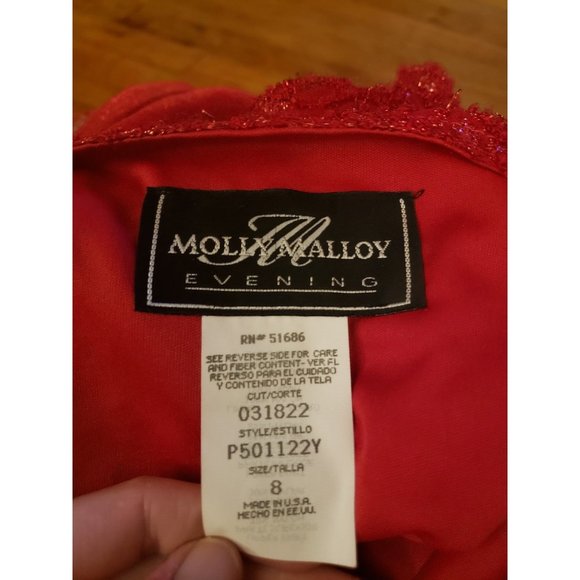 M
MOLLY MALLOY
EVENING
RN# 51686
SEE REVERSE SIDE FOR CARE
AND FIBER CONTENT- VER FL
REVERSO PARA EL CUIDADO
Y CONTENIDO DE LA TELA
CUT/CORTE
031822
STYLE/ESTILLO
P501122Y
SIZE/TALLA
8
MADE IN U.S.A.
HECHO EN EE.UU.